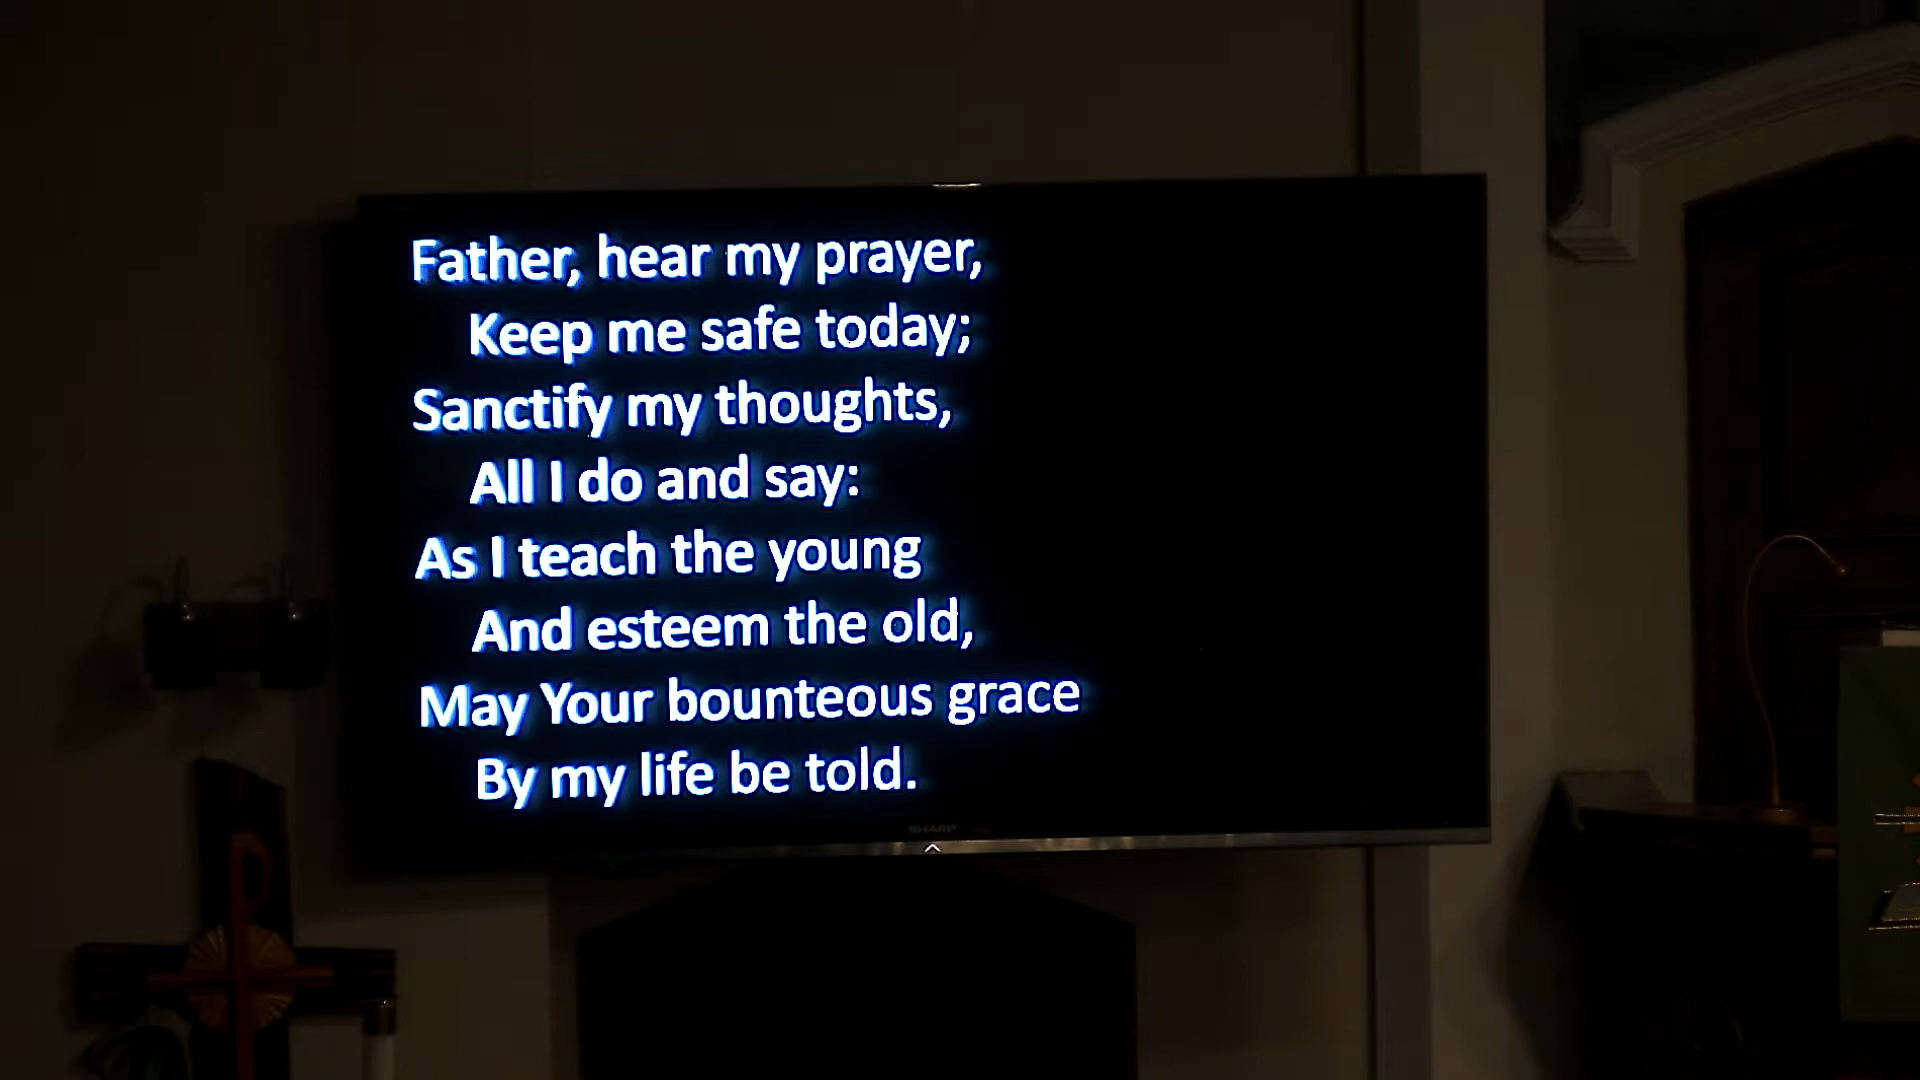 Father, hear my prayer,
Keep me safe today;
Sanctify my thoughts,
All I do and say:
As I teach the young
And esteem the old,
May Your bounteous grace
By my life be told.
SHARP